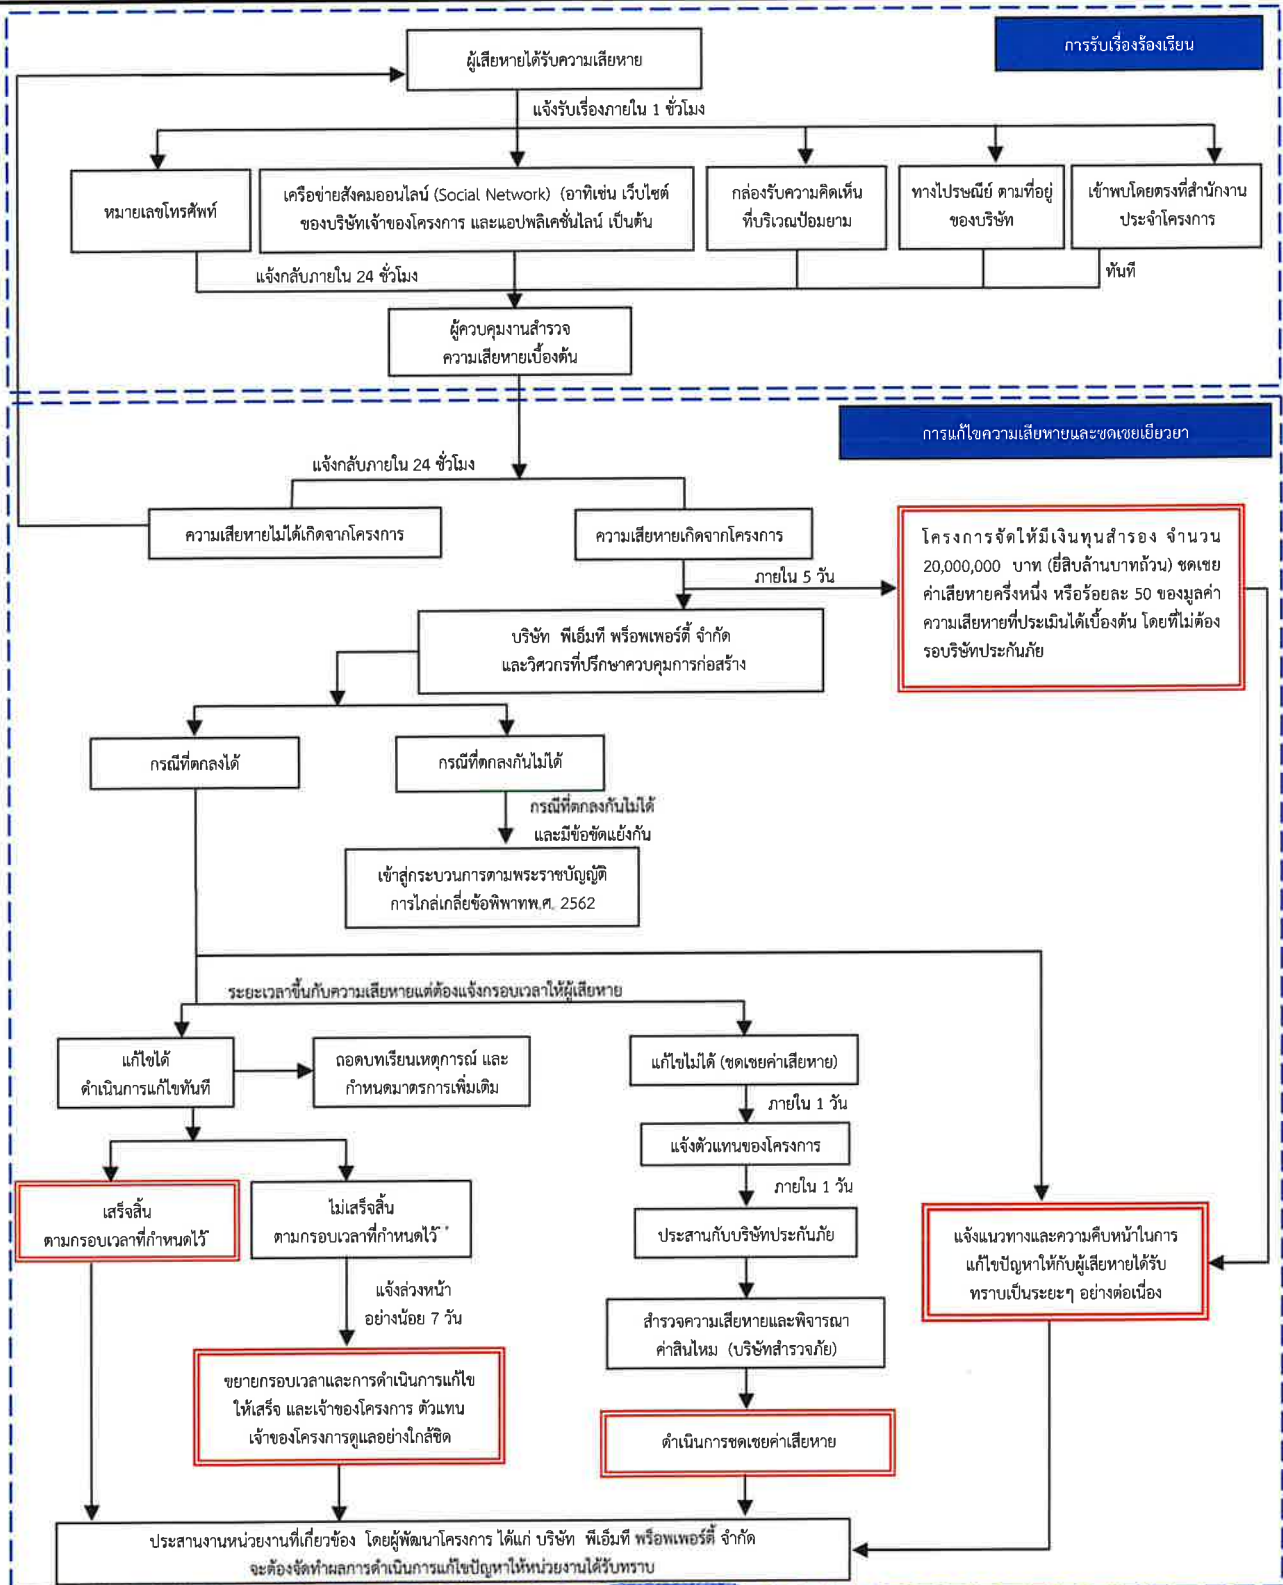 การรับเรื่องร้องเรียน
ผู้เสียหายได้รับความเสียหาย
แจ้งรับเรื่องภายใน 1 ชั่วโมง
หมายเลขโทรศัพท์
เครือข่ายสังคมออนไลน์ (Social Network) (อาทิเช่น เว็บไซต์
ของบริษัทเจ้าของโครงการ และแอปพลิเคชั่นไลน์ เป็นต้น
กล่องรับความคิดเห็น
ที่บริเวณป้อมยาม
ทางไปรษณีย์ ตามที่อยู่
ของบริษัท
เข้าพบโดยตรงที่สำนักงาน
ประจำโครงการ
แจ้งกลับภายใน 24 ชั่วโมง
ทันที
ผู้ควบคุมงานสำรวจ
ความเสียหายเบื้องต้น
การแก้ไขความเสียหายและชดเชยเยียวยา
แจ้งกลับภายใน 24 ชั่วโมง
ความเสียหายไม่ได้เกิดจากโครงการ
ความเสียหายเกิดจากโครงการ
ภายใน 5 วัน
โครงการจัดให้มีเงินทุนสำรอง จำนวน
20,000,000 บาท (ยี่สิบล้านบาทถ้วน) ชดเชย
ค่าเสียหายครึ่งหนึ่ง หรือร้อยละ 50 ของมูลค่า
ความเสียหายที่ประเมินได้เบื้องต้น โดยที่ไม่ต้อง
รอบริษัทประกันภัย
บริษัท พีเอ็มที พร็อพเพอร์ตี้ จำกัด
และวิศวกรที่ปรึกษาควบคุมการก่อสร้าง
กรณีที่ตกลงได้
กรณีที่ตกลงกันไม่ได้
กรณีที่ตกลงกันไม่ได้
และมีข้อขัดแย้งกัน
เข้าสู่กระบวนการตามพระราชบัญญัติ
การไกล่เกลี่ยข้อพิพาทพ.ศ. 2562
ระยะเวลาขึ้นกับความเสียหายแต่ต้องแจ้งกรอบเวลาให้ผู้เสียหาย
แก้ไขได้
ดำเนินการแก้ไขทันที
ถอดบทเรียนเหตุการณ์ และ
กำหนดมาตรการเพิ่มเติม
แก้ไขไม่ได้ (ชดเชยค่าเสียหาย)
ภายใน 1 วัน
แจ้งตัวแทนของโครงการ
ภายใน 1 วัน
เสร็จสิ้น
ตามกรอบเวลาที่กำหนดไว้*
ไม่เสร็จสิ้น
ตามกรอบเวลาที่กำหนดไว้**
ประสานกับบริษัทประกันภัย
แจ้งแนวทางและความคืบหน้าในการ
แก้ไขปัญหาให้กับผู้เสียหายได้รับ
ทราบเป็นระยะๆ อย่างต่อเนื่อง
แจ้งล่วงหน้า
อย่างน้อย 7 วัน
สำรวจความเสียหายและพิจารณา
ค่าสินไหม (บริษัทสำรวจภัย)
ขยายกรอบเวลาและการดำเนินการแก้ไข
ให้เสร็จ และเจ้าของโครงการ ตัวแทน
เจ้าของโครงการดูแลอย่างใกล้ชิด
ดำเนินการชดเชยค่าเสียหาย
ประสานงานหน่วยงานที่เกี่ยวข้อง โดยผู้พัฒนาโครงการ ได้แก่ บริษัท พีเอ็มที พร็อพเพอร์ตี้ จำกัด
จะต้องจัดทำผลการดำเนินการแก้ไขปัญหาให้หน่วยงานได้รับทราบ